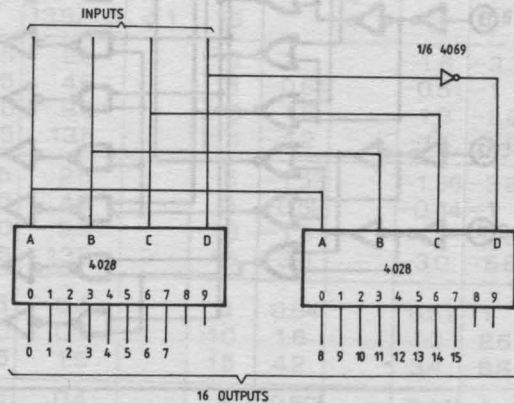 INPUTS
1/6 4069
A B C D A B C D
4028 4028
0 1 2 3 4 5 6 7 8 9 0 1 2 3 4 5 6 7 8 9
0 1 2 3 4 5 6 7 8 9 10 11 12 13 14 15
16 OUTPUTS